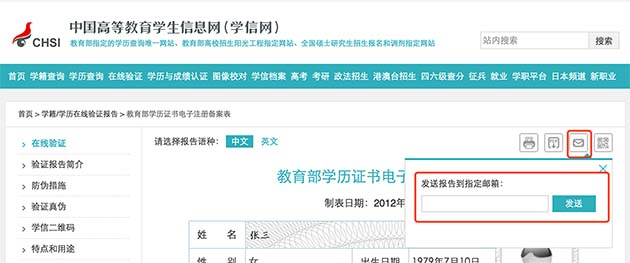 中国高等教育学生信息网(学信网)
CHSI
教育部指定的学历查询唯一网站、教育部高校招生阳光工程指定网站、全国硕士研究生招生报名和调剂指定网站
站内搜索 搜索
首页 学籍查询 学历查询 在线验证 学历与成绩认证 图像校对 学信档案 高考 考研 政法招生 港澳台招生 四六级查分 征兵 就业 学职平台 日本频道 新职业
首页 > 学籍/学历在线验证报告 > 教育部学历证书电子注册备案表
在线验证
验证报告简介
防伪措施
验证真伪
学信二维码
特点和用途
请选择报告语种: 中文 英文
教育部学历证书电子
制表日期:2012年
发送报告到指定邮箱:
发送
姓 名 张三
性 别 女 出生日期 1979年7月10日